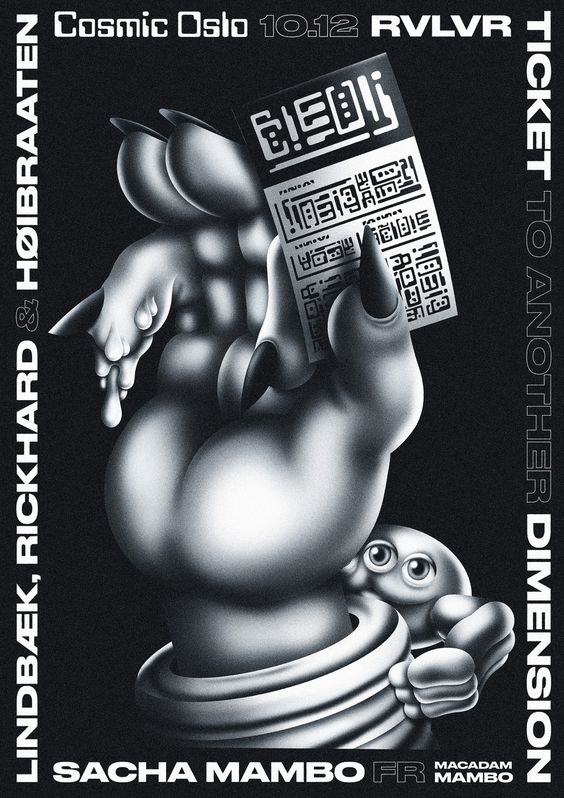 Cosmic Oslo 10.12 RVLVR
TICKET TO ANOTHER DIMENSION
LINDBÆK, RICKHARD & HØIBRAATEN
SACHA MAMBO FR MACADAM
MAMBO